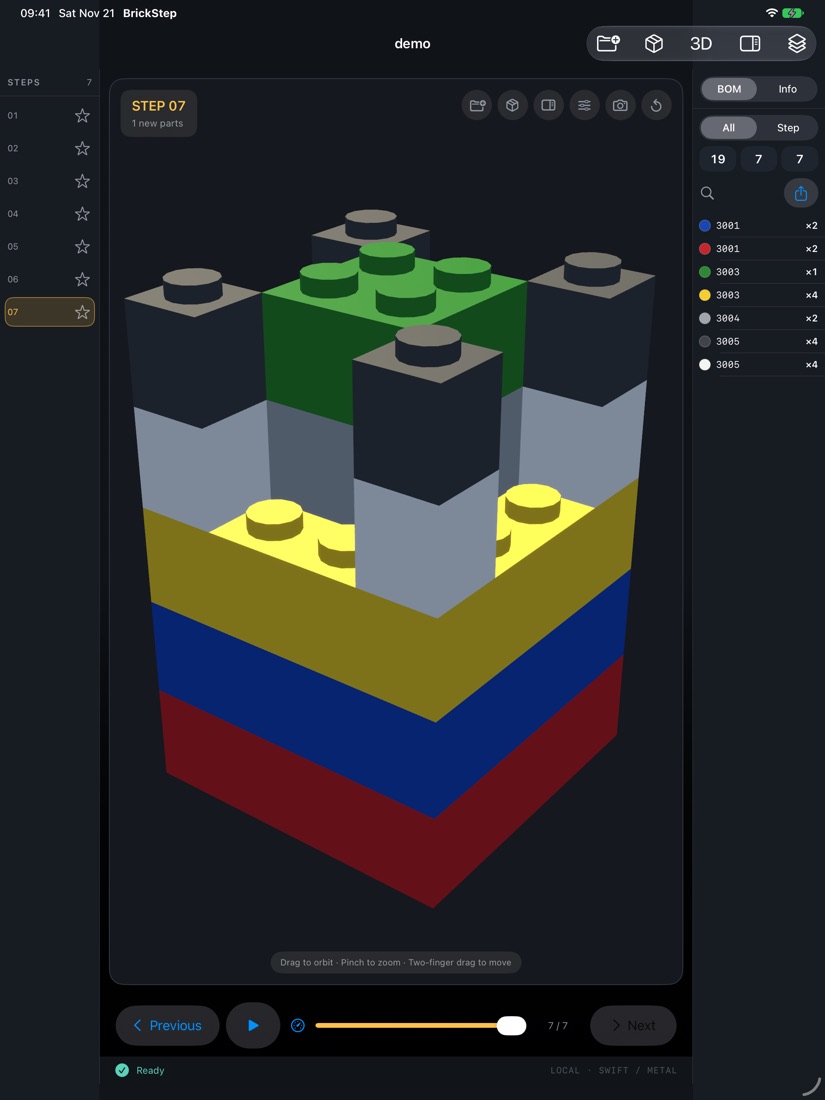 09:41 Sat Nov 21 BrickStep
demo
3D
STEPS 7
01
02
03
04
05
06
07
STEP 07
1 new parts
BOM Info
All Step
19 7 7
3001 ×2
3001 ×2
3003 ×1
3003 ×4
3004 ×2
3005 ×4
3005 ×4
Drag to orbit · Pinch to zoom · Two-finger drag to move
Previous
7 / 7
Next
Ready
LOCAL · SWIFT / METAL